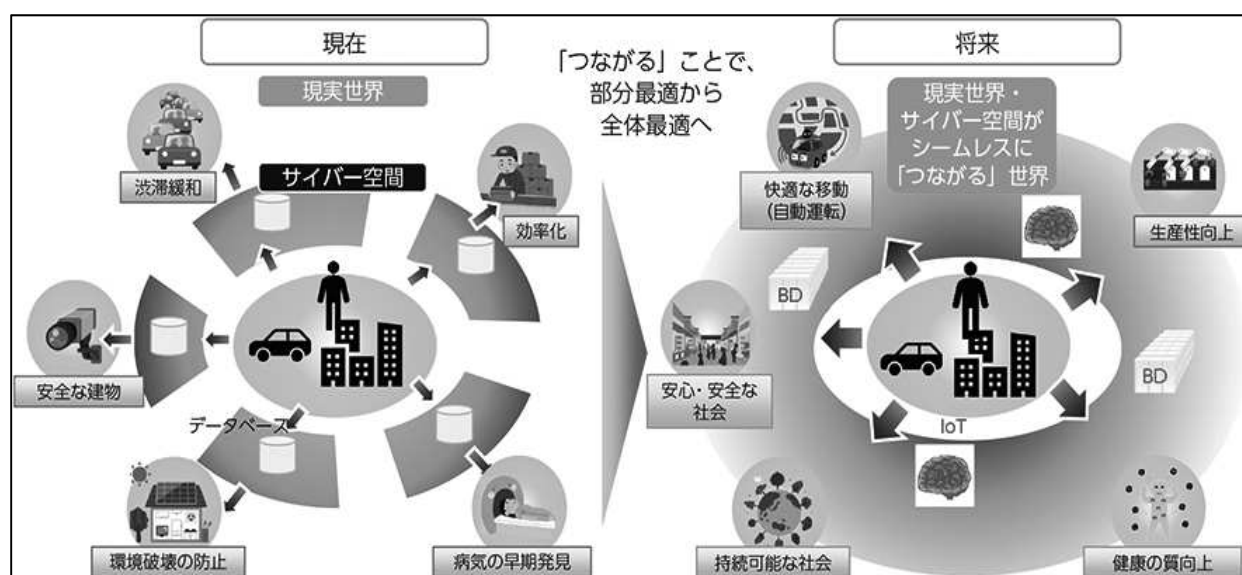 現在
現実世界
サイバー空間
渋滞緩和
効率化
安全な建物
データベース
環境破壊の防止
病気の早期発見
「つながる」ことで、
部分最適から
全体最適へ
将来
現実世界・
サイバー空間が
シームレスに
「つながる」世界
快適な移動
(自動運転)
生産性向上
BD
安心・安全な
社会
BD
IoT
持続可能な社会
健康の質向上